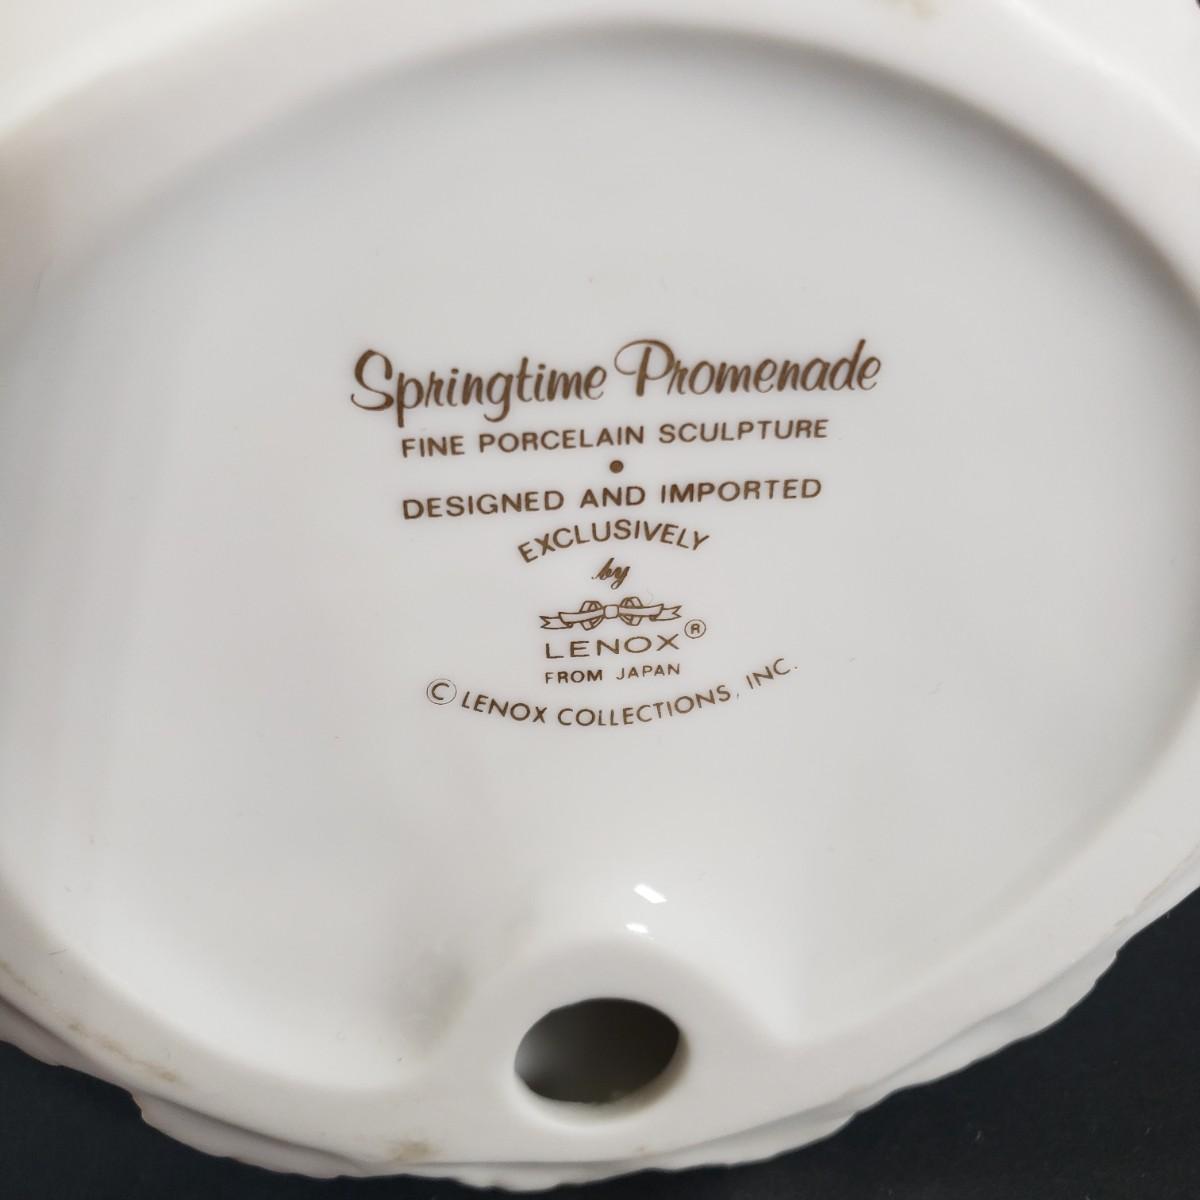 Springtime Promenade
FINE PORCELAIN SCULPTURE
•
DESIGNED AND IMPORTED
EXCLUSIVELY
by
LENOX®
FROM JAPAN
© LENOX COLLECTIONS, INC.